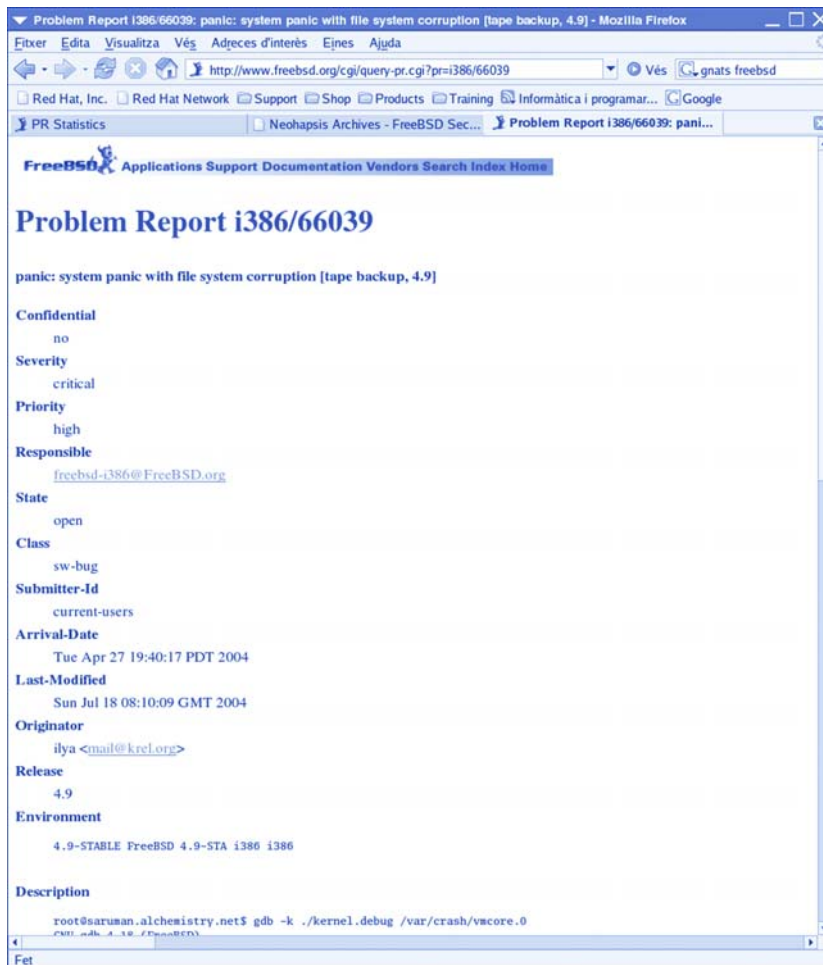 Problem Report i386/66039: panic: system panic with file system corruption [tape backup, 4.9] - Mozilla Firefox
Fitxer Edita Visualitza Vés Adreces d'interès Eines Ajuda
http://www.freebsd.org/cgi/query-pr.cgi?pr=i386/66039 Vés gnats freebsd
Red Hat, Inc. Red Hat Network Support Shop Products Training Informàtica i programar... Google
PR Statistics Neohapsis Archives - FreeBSD Sec... Problem Report i386/66039: pani...
FreeBSD Applications Support Documentation Vendors Search Index Home
Problem Report i386/66039
panic: system panic with file system corruption [tape backup, 4.9]
Confidential
no
Severity
critical
Priority
high
Responsible
freebsd-i386@FreeBSD.org
State
open
Class
sw-bug
Submitter-Id
current-users
Arrival-Date
Tue Apr 27 19:40:17 PDT 2004
Last-Modified
Sun Jul 18 08:10:09 GMT 2004
Originator
ilya <mail@krel.org>
Release
4.9
Environment
4.9-STABLE FreeBSD 4.9-STA i386 i386
Description
root@saruman.alchemistry.net$ gdb -k ./kernel.debug /var/crash/vmcore.0
GNU gdb 4.18 (FreeBSD)
Fet